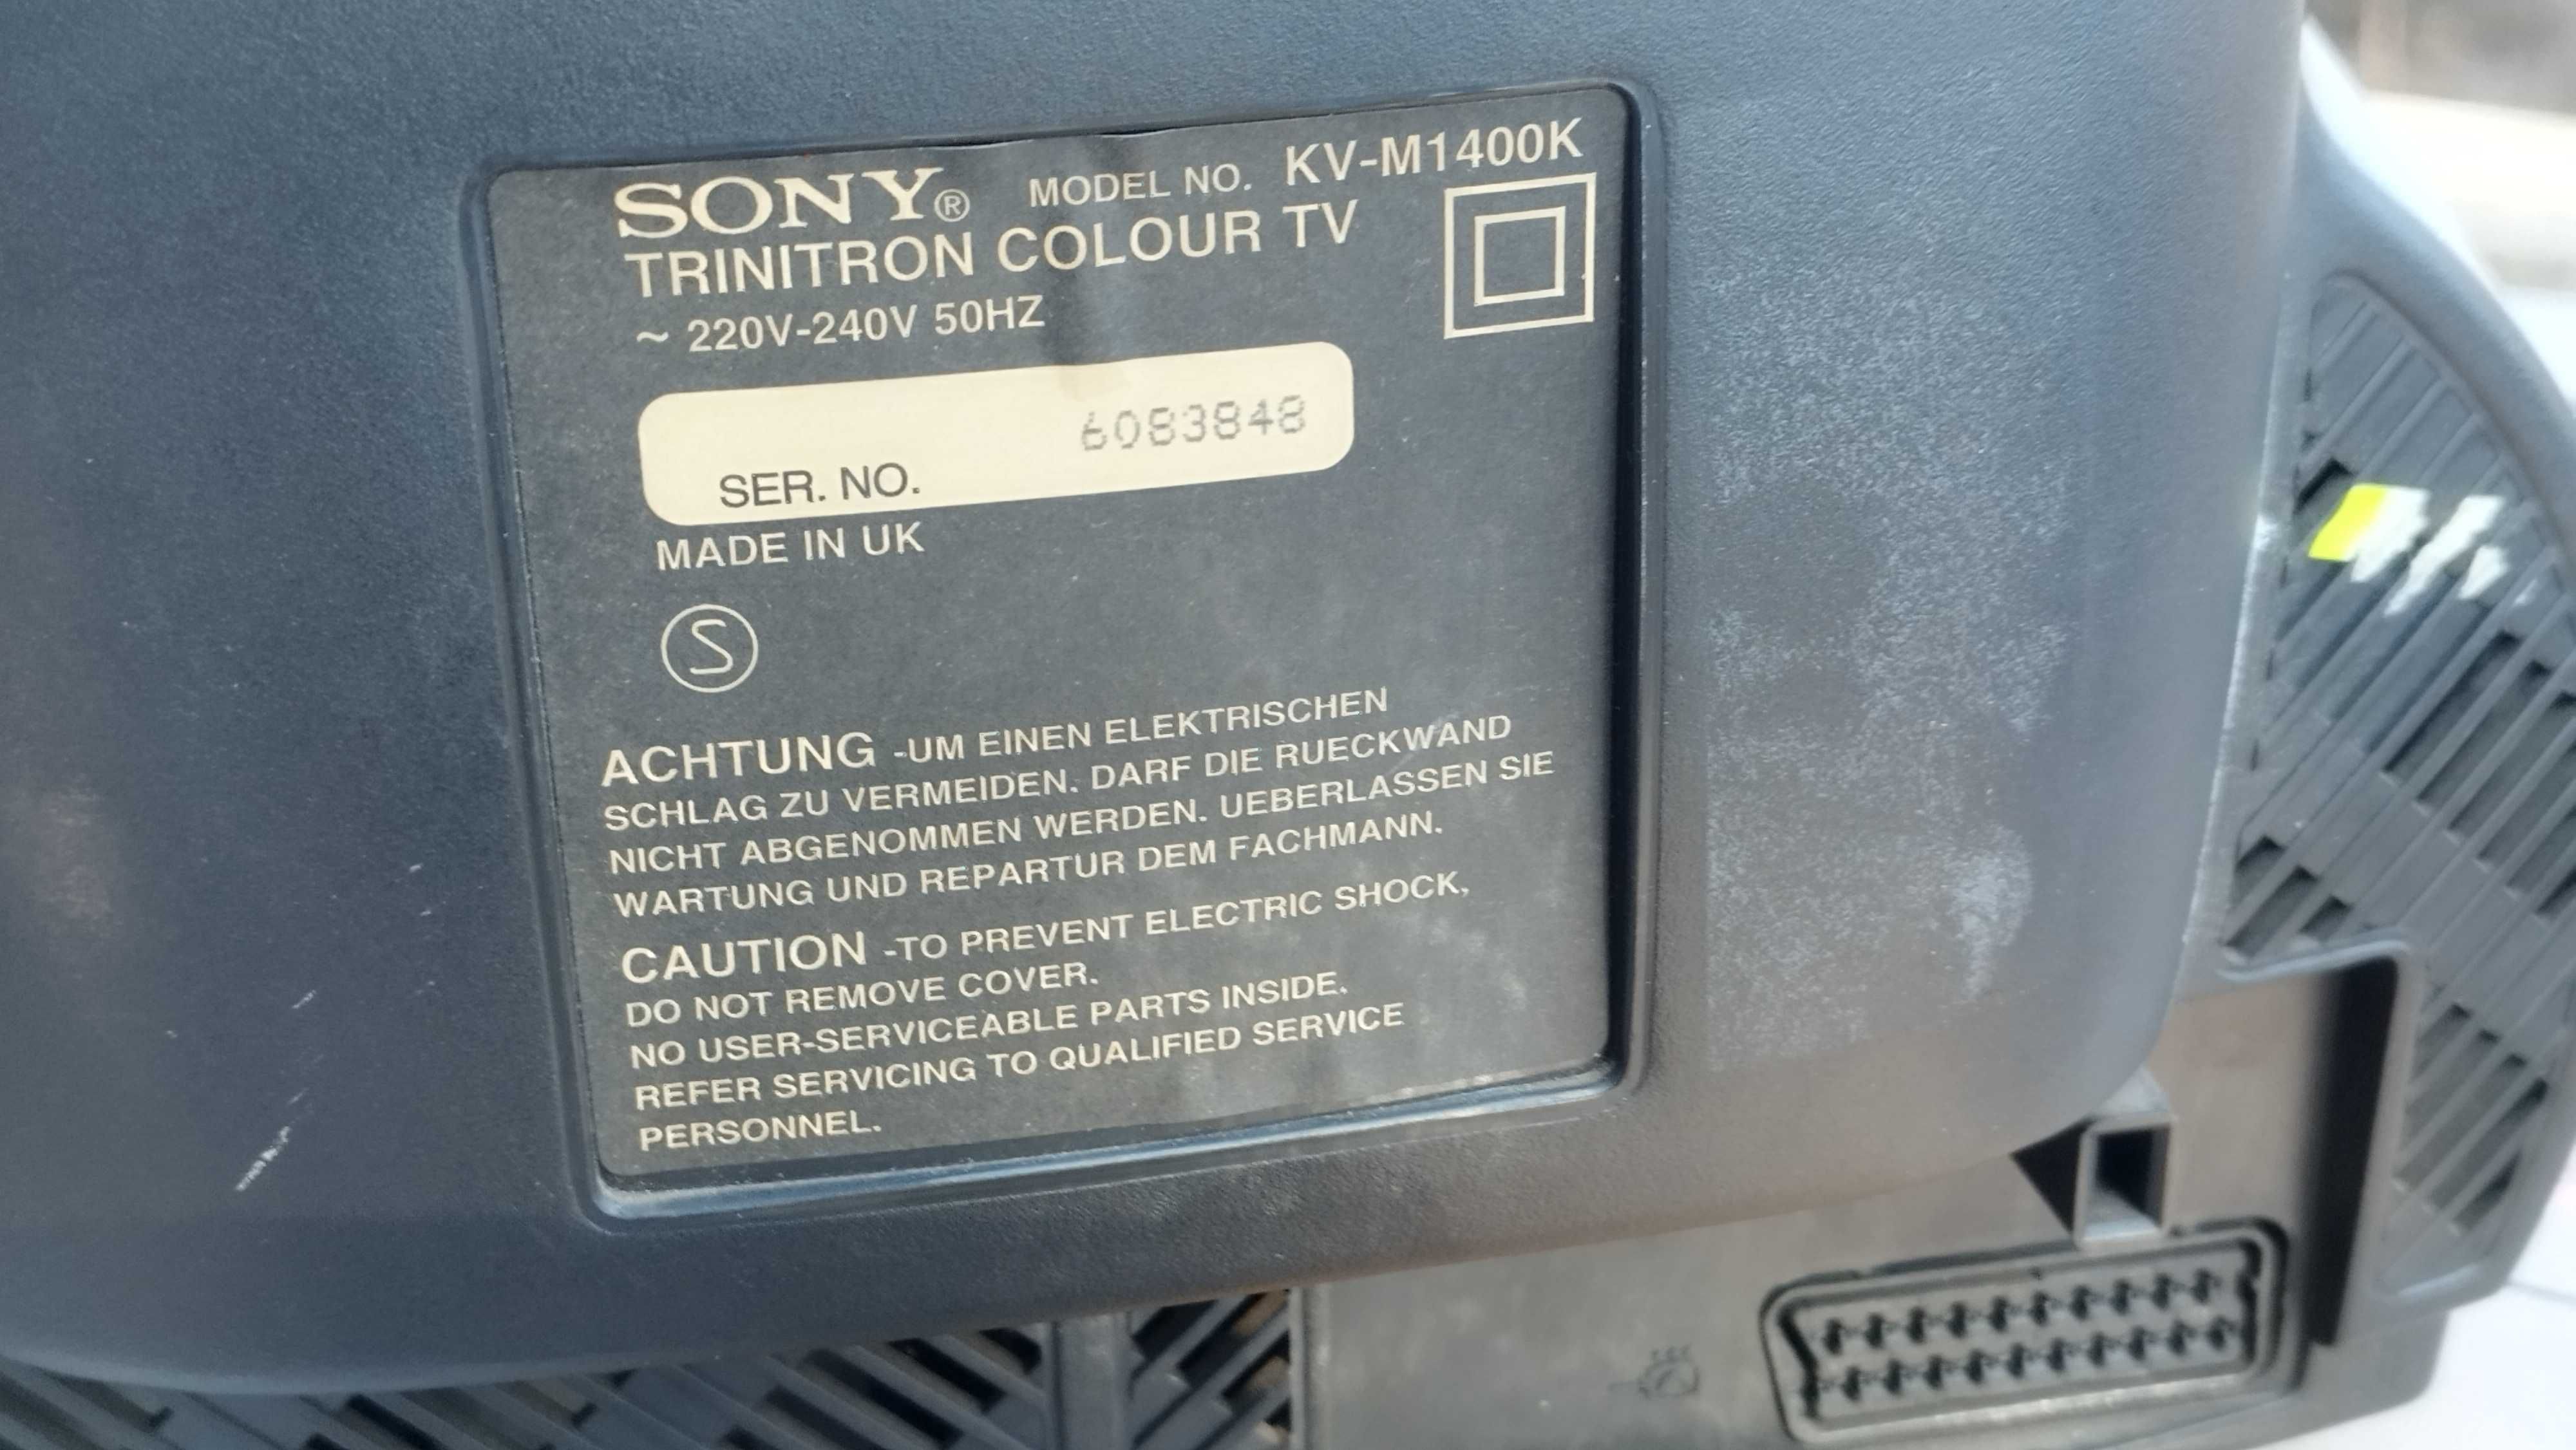 SONY® MODEL NO. KV-M1400K
TRINITRON COLOUR TV
~ 220V-240V 50HZ
6083848
SER. NO.
MADE IN UK
S
ACHTUNG -UM EINEN ELEKTRISCHEN
SCHLAG ZU VERMEIDEN. DARF DIE RUECKWAND
NICHT ABGENOMMEN WERDEN. UEBERLASSEN SIE
WARTUNG UND REPARTUR DEM FACHMANN.
CAUTION -TO PREVENT ELECTRIC SHOCK,
DO NOT REMOVE COVER.
NO USER-SERVICEABLE PARTS INSIDE.
REFER SERVICING TO QUALIFIED SERVICE
PERSONNEL.